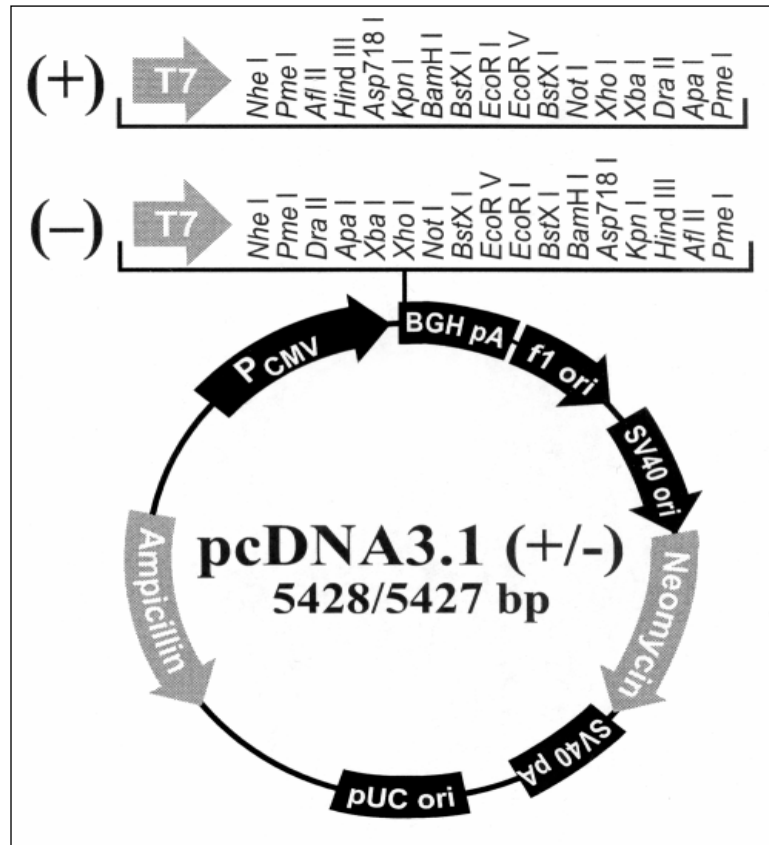 (+) T7 Nhe I Pme I Afl II Hind III Asp718 I Kpn I BamH I BstX I EcoR I EcoR V BstX I Not I Xho I Xba I Dra II Apa I Pme I
(–) T7 Nhe I Pme I Dra II Apa I Xba I Xho I Not I BstX I EcoR V EcoR I BstX I BamH I Asp718 I Kpn I Hind III Afl II Pme I
PCMV
BGH pA
f1 ori
SV40 ori
Ampicillin
pcDNA3.1 (+/-)
5428/5427 bp
Neomycin
SV40 pA
pUC ori